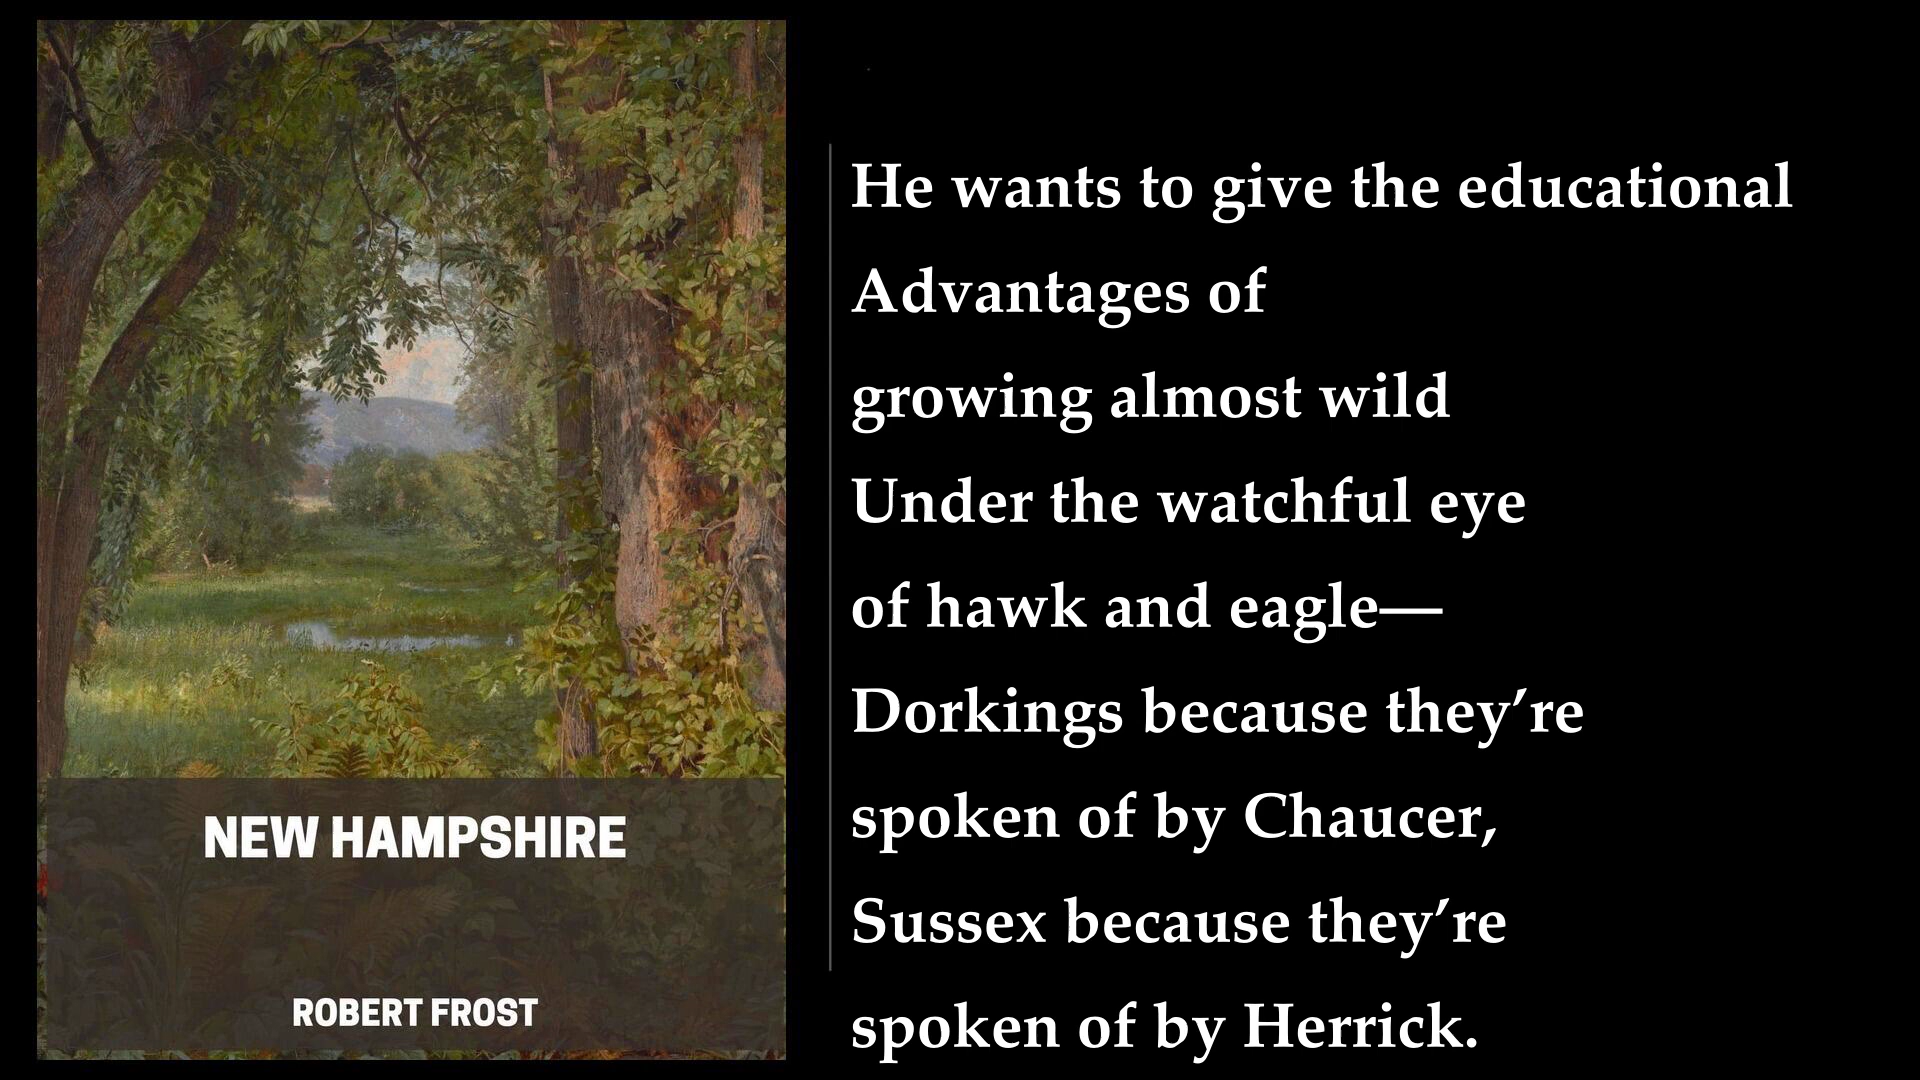 NEW HAMPSHIRE
ROBERT FROST
He wants to give the educational
Advantages of
growing almost wild
Under the watchful eye
of hawk and eagle—
Dorkings because they’re
spoken of by Chaucer,
Sussex because they’re
spoken of by Herrick.